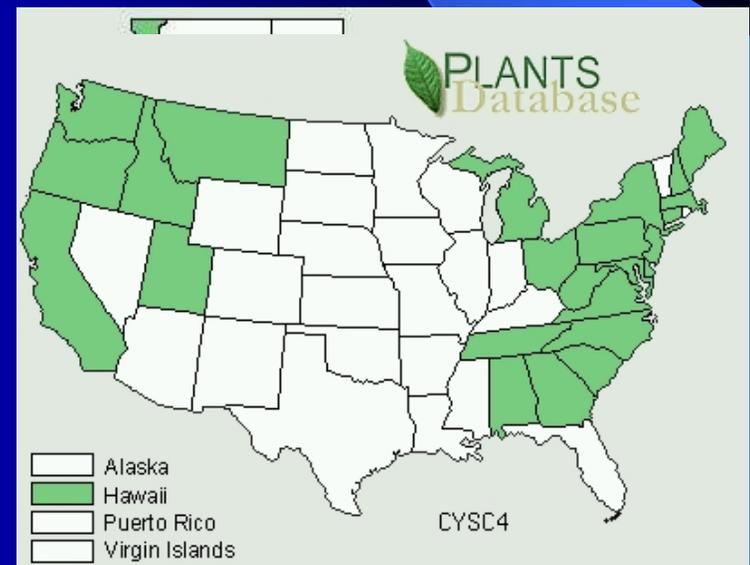 PLANTS
Database
Alaska
Hawaii
Puerto Rico
Virgin Islands
CYSC4